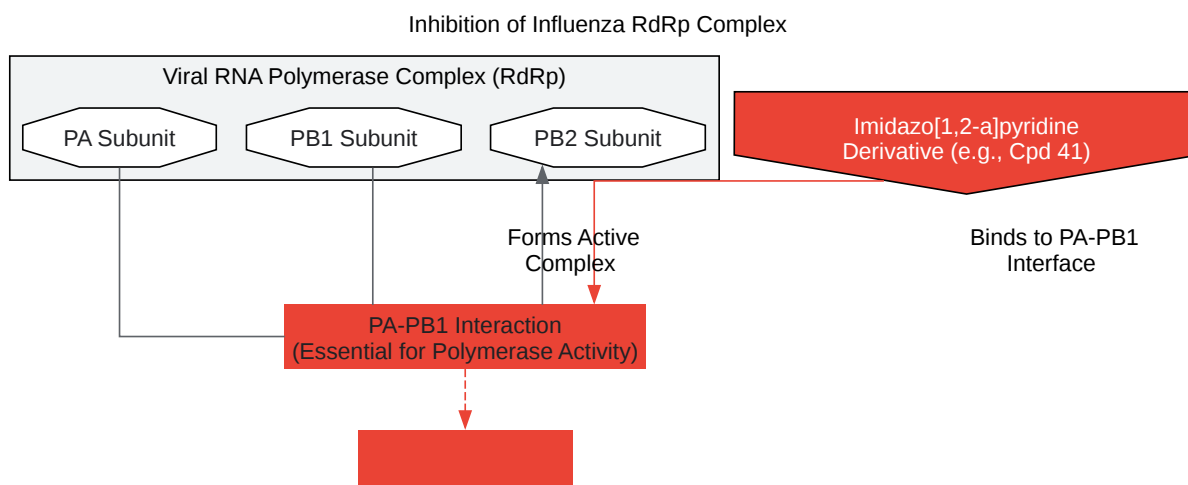 Inhibition of Influenza RdRp Complex
Viral RNA Polymerase Complex (RdRp)
PA Subunit
PB1 Subunit
PB2 Subunit
Imidazo[1,2-a]pyridine
Derivative (e.g., Cpd 41)
Forms Active
Complex
Binds to PA-PB1
Interface
PA-PB1 Interaction
(Essential for Polymerase Activity)